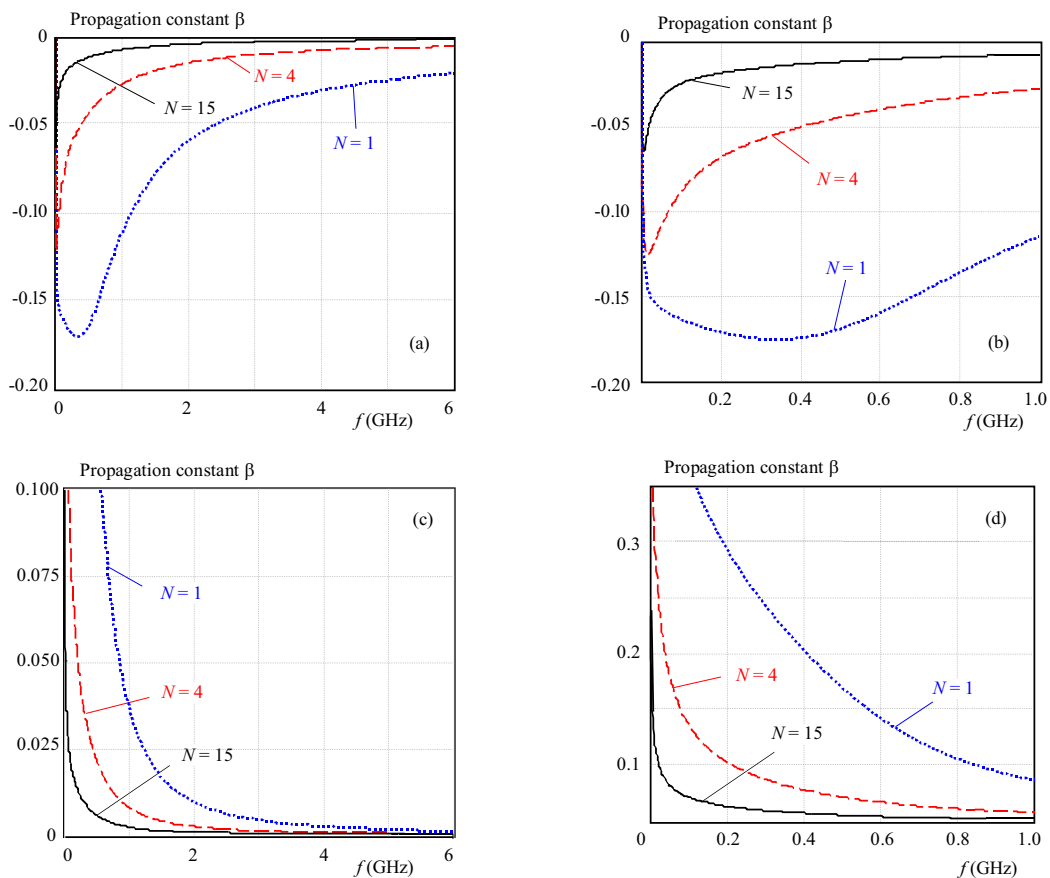 Propagation constant β
0
-0.05
-0.10
-0.15
-0.20
N = 4
N = 15
N = 1
(a)
0
2
4
6
f (GHz)
Propagation constant β
0
-0.05
-0.10
-0.15
-0.20
N = 15
N = 4
N = 1
(b)
0.2
0.4
0.6
0.8
1.0
f (GHz)
Propagation constant β
0.100
0.075
0.050
0.025
0
(c)
N = 1
N = 4
N = 15
0
2
4
6
f (GHz)
Propagation constant β
0.3
0.2
0.1
(d)
N = 4
N = 1
N = 15
0
0.2
0.4
0.6
0.8
1.0
f (GHz)